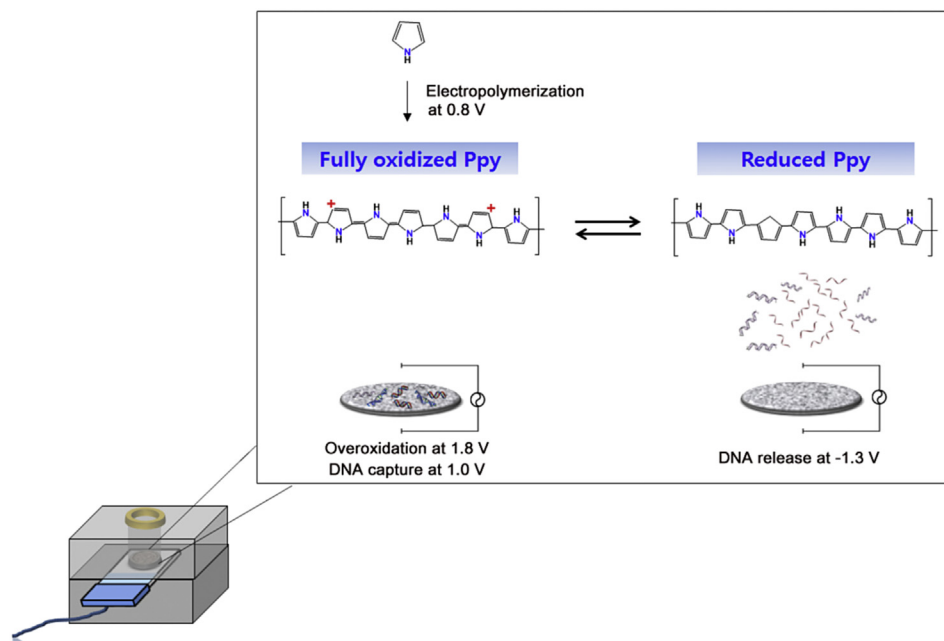 N
H
Electropolymerization
at 0.8 V
Fully oxidized Ppy
Reduced Ppy
+
H
N
N
H
H
N
N
H
H
N
+
N
H
H
N
H
N
N
H
N
H
H
N
N
H
H
N
Overoxidation at 1.8 V
DNA capture at 1.0 V
DNA release at -1.3 V